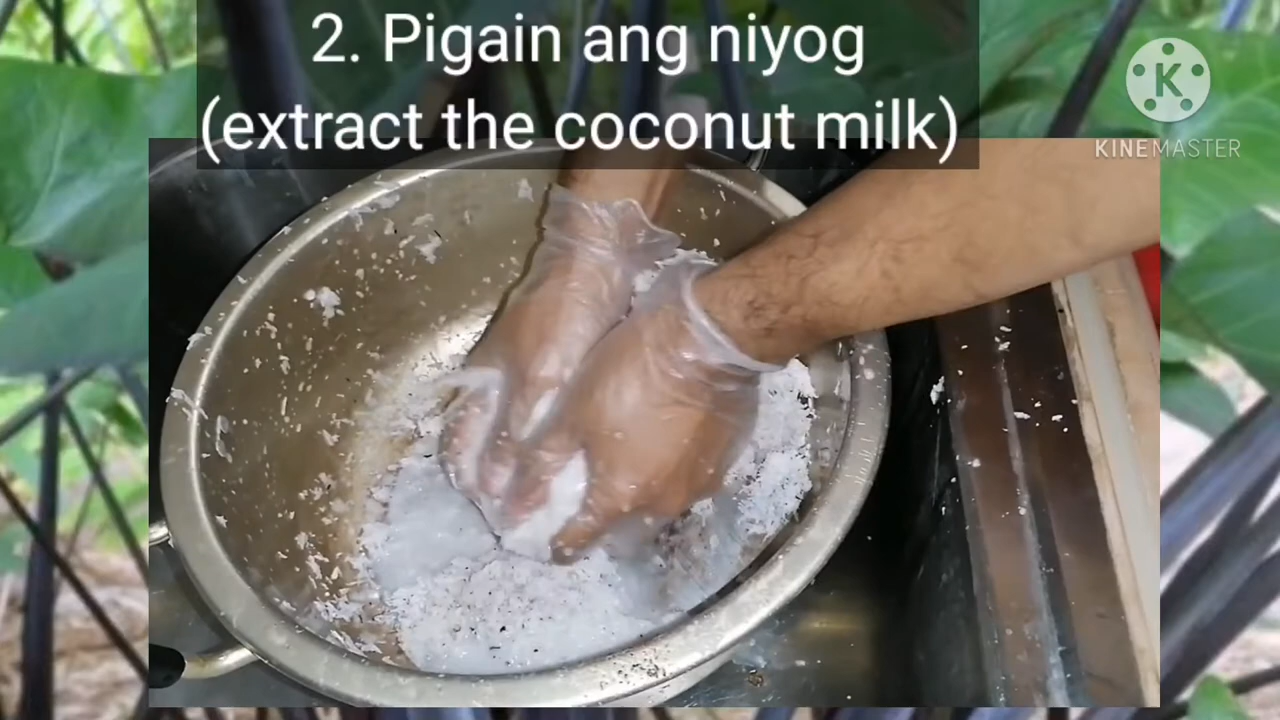 2. Pigain ang niyog
(extract the coconut milk)
K
KINEMASTER